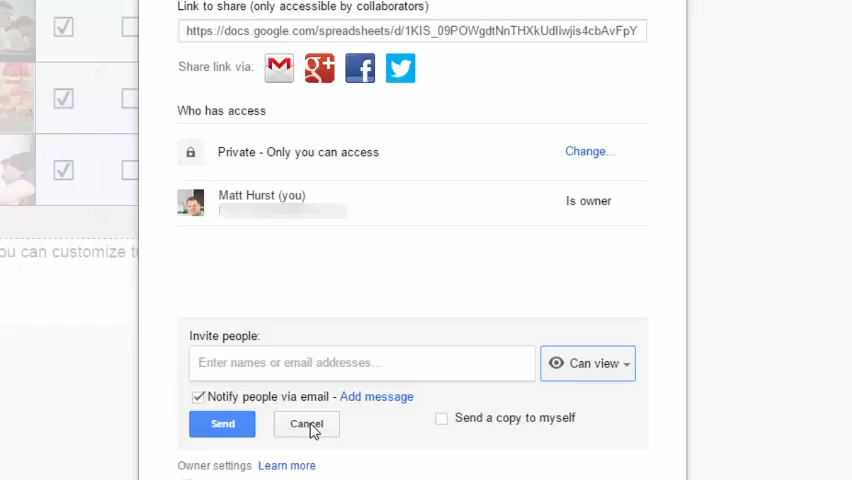 Link to share (only accessible by collaborators)
https://docs.google.com/spreadsheets/d/1KIS_09POWgdtNnTHXkUdIiwjis4cbAvFpY
Share link via:
Who has access
Private - Only you can access
Change...
Matt Hurst (you)
Is owner
ou can customize t
Invite people:
Enter names or email addresses...
Can view
Notify people via email - Add message
Send
Cancel
Send a copy to myself
Owner settings Learn more